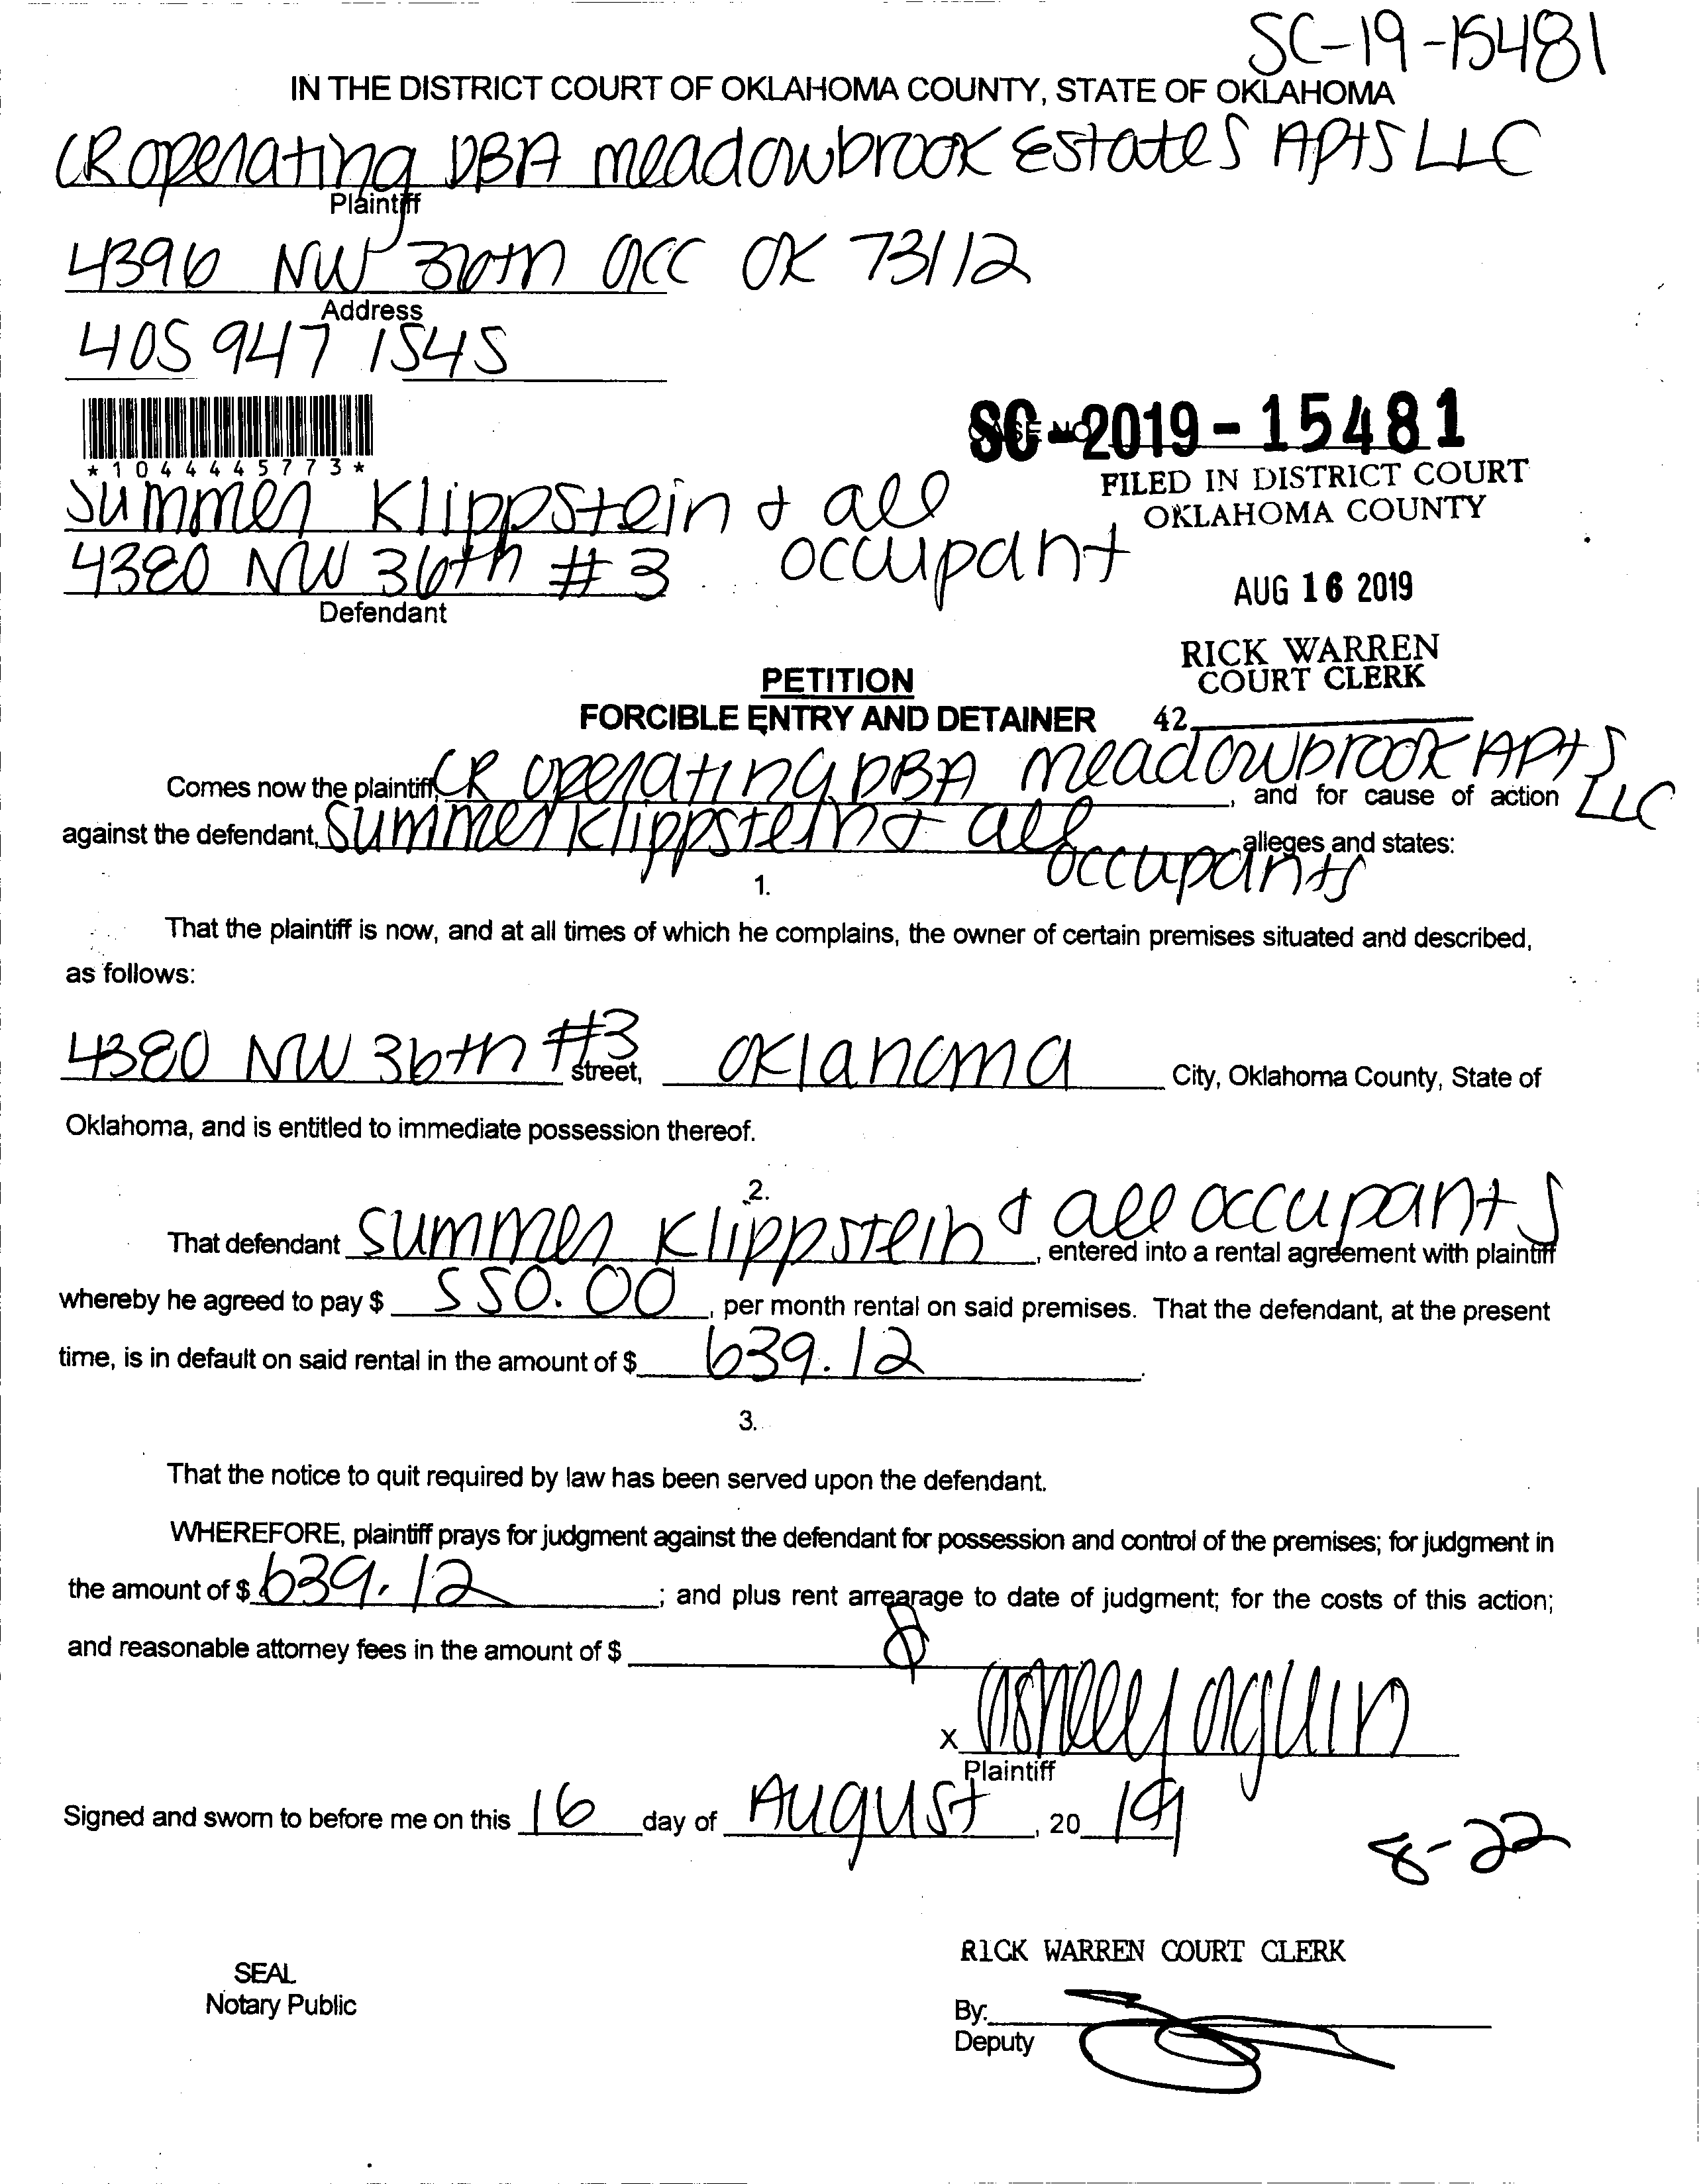 SC-19-15481
IN THE DISTRICT COURT OF OKLAHOMA COUNTY, STATE OF OKLAHOMA
CR operating DBA meadowbrook Estates APtS LLC
Plaintiff
4396 NW 36th OCC OK 73112
Address
405 947 1545
*1044445773*
SC-2019-15481
CASE NO.
FILED IN DISTRICT COURT
OKLAHOMA COUNTY
Summer Klippstein & all occupant
4380 NW 36th #3
Defendant
AUG 16 2019
RICK WARREN
COURT CLERK
42
PETITION
FORCIBLE ENTRY AND DETAINER
Comes now the plaintiff, CR operating DBA meadowbrook APtS LLC, and for cause of action
against the defendant, Summer Klippstein & all occupants alleges and states:
1.
That the plaintiff is now, and at all times of which he complains, the owner of certain premises situated and described,
as follows:
4380 NW 36th #3 street, oklahoma City, Oklahoma County, State of
Oklahoma, and is entitled to immediate possession thereof.
2.
That defendant Summer Klippstein & all occupants, entered into a rental agreement with plaintiff
whereby he agreed to pay $ 550.00, per month rental on said premises. That the defendant, at the present
time, is in default on said rental in the amount of $ 639.12.
3.
That the notice to quit required by law has been served upon the defendant.
WHEREFORE, plaintiff prays for judgment against the defendant for possession and control of the premises; for judgment in
the amount of $ 639.12; and plus rent arrearage to date of judgment; for the costs of this action;
and reasonable attorney fees in the amount of $
x Ashley
Plaintiff
Signed and sworn to before me on this 16 day of August, 20 19
8-22
RICK WARREN COURT CLERK
SEAL
Notary Public
By:
Deputy